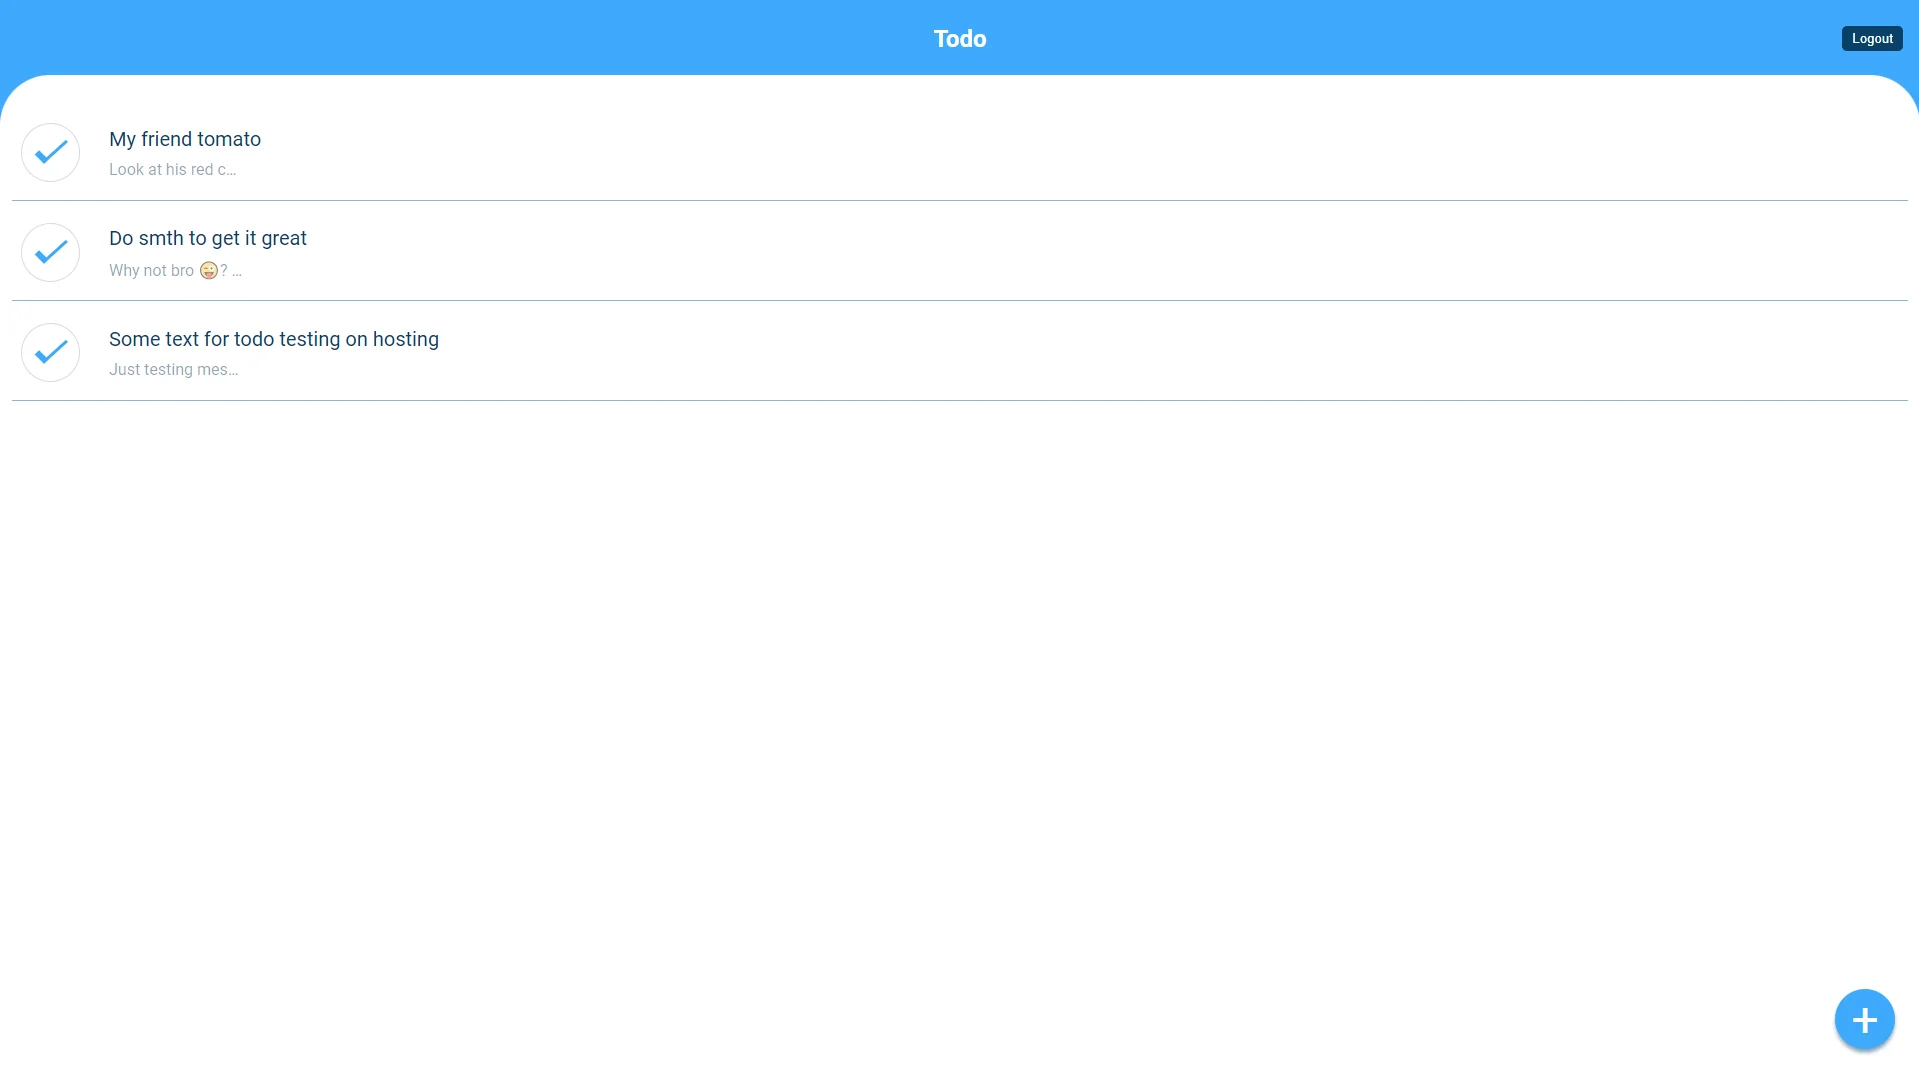 Todo
Logout
My friend tomato
Look at his red c...
Do smth to get it great
Why not bro 😜? ...
Some text for todo testing on hosting
Just testing mes...